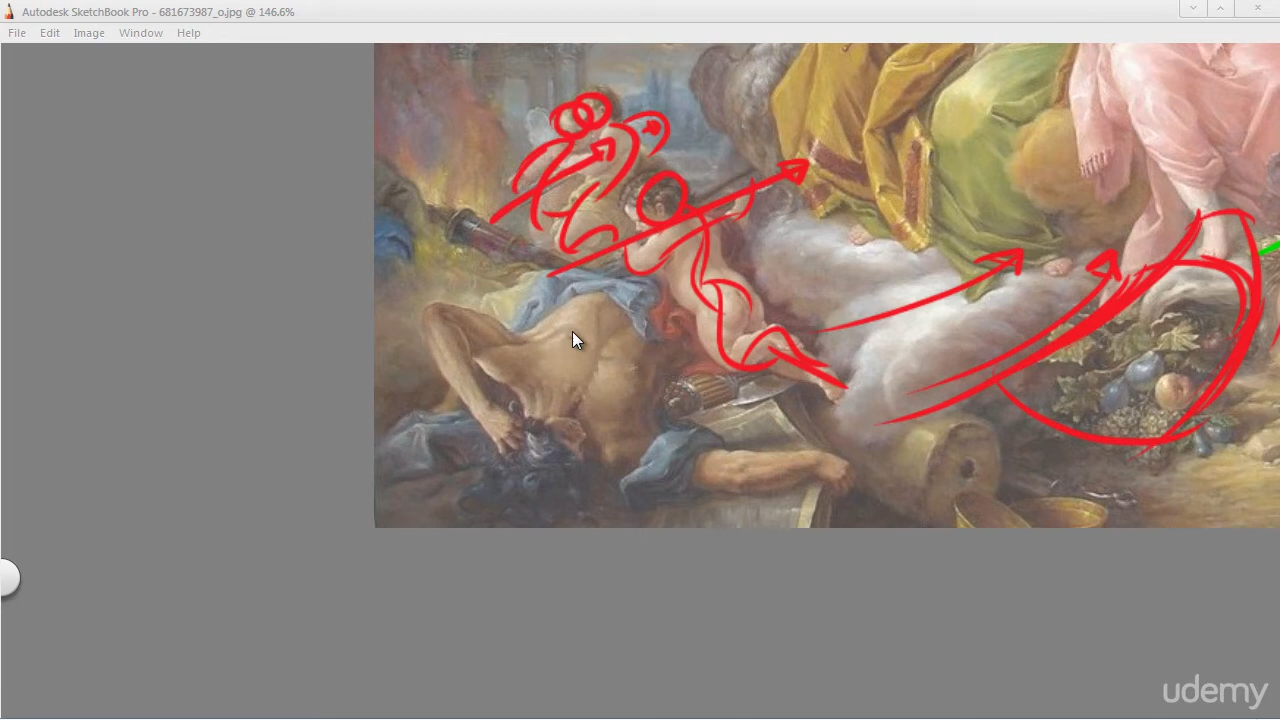 Autodesk SketchBook Pro - 681673987_o.jpg @ 146.6%
File Edit Image Window Help
udemy